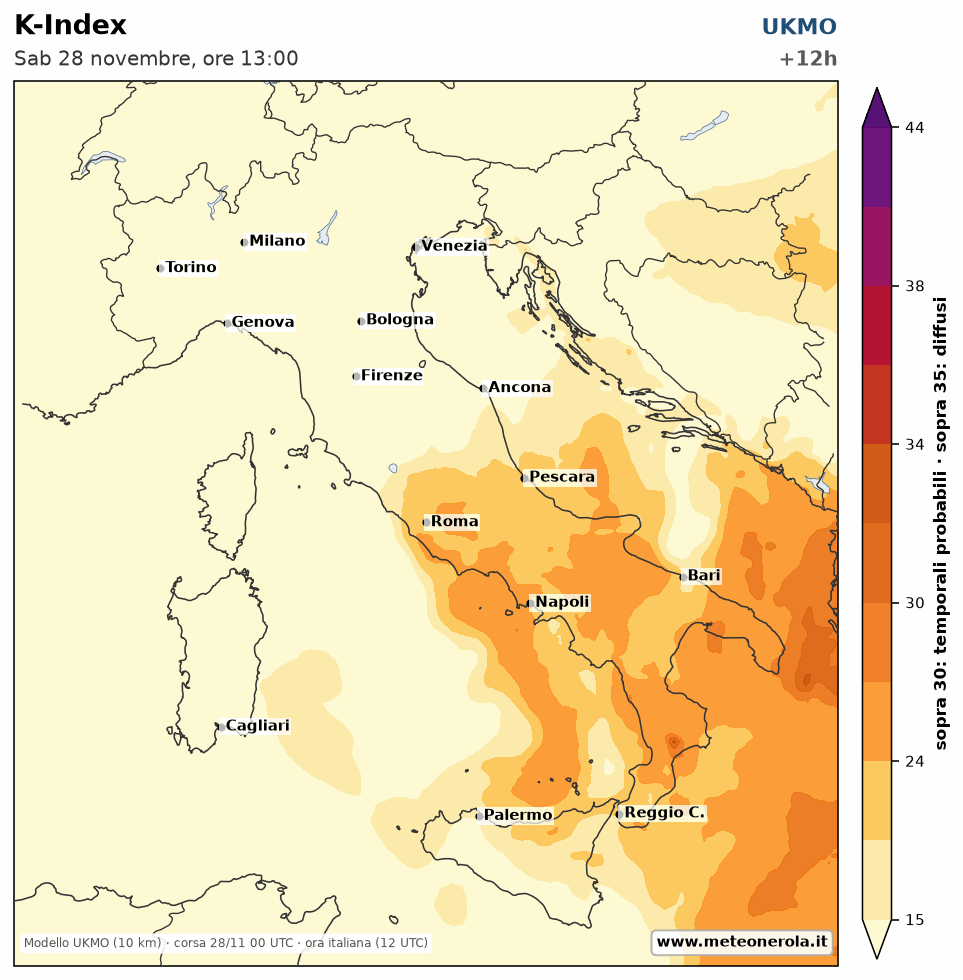 K-Index
UKMO
Sab 28 novembre, ore 13:00
+12h
Milano
Venezia
Torino
Genova
Bologna
Firenze
Ancona
Pescara
Roma
Bari
Napoli
Cagliari
Palermo
Reggio C.
44
38
34
30
24
15
sopra 30: temporali probabili · sopra 35: diffusi
Modello UKMO (10 km) · corsa 28/11 00 UTC · ora italiana (12 UTC)
www.meteonerola.it